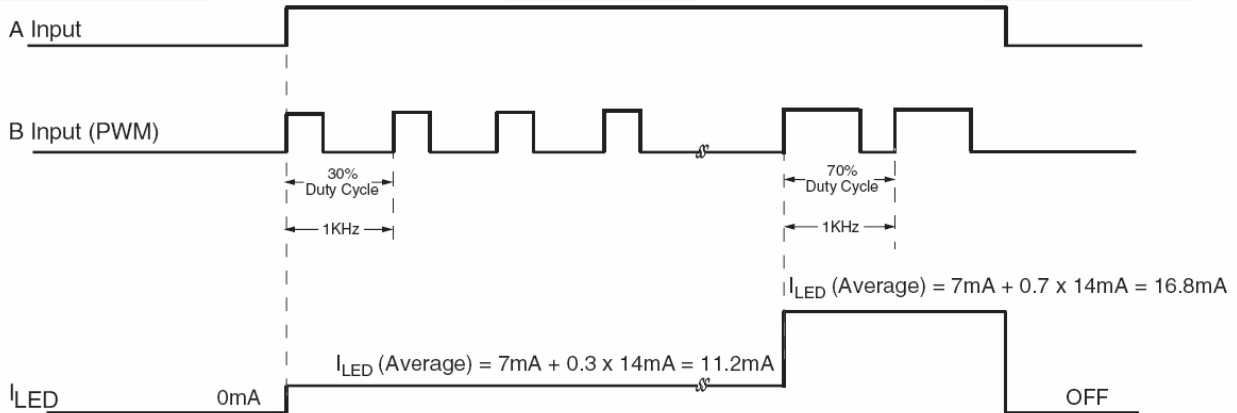 A Input
B Input (PWM)
30%
Duty Cycle
70%
Duty Cycle
1KHz
1KHz
ILED (Average) = 7mA + 0.7 x 14mA = 16.8mA
ILED (Average) = 7mA + 0.3 x 14mA = 11.2mA
ILED
0mA
OFF